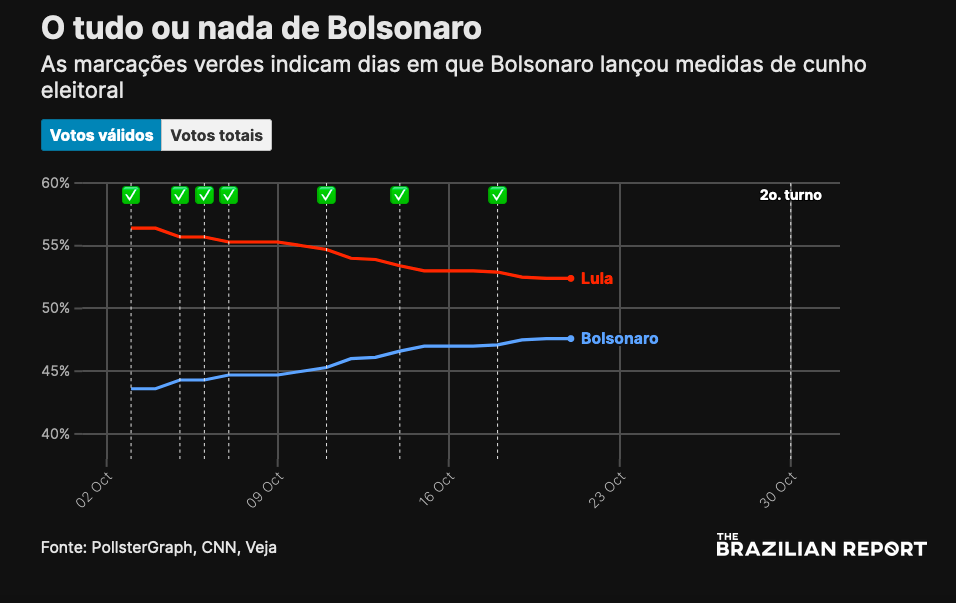 O tudo ou nada de Bolsonaro
As marcações verdes indicam dias em que Bolsonaro lançou medidas de cunho
eleitoral
Votos válidos Votos totais
60%
2o. turno
55%
Lula
50%
Bolsonaro
45%
40%
02 Oct 09 Oct 16 Oct 23 Oct 30 Oct
Fonte: PollsterGraph, CNN, Veja
THE
BRAZILIAN REPORT